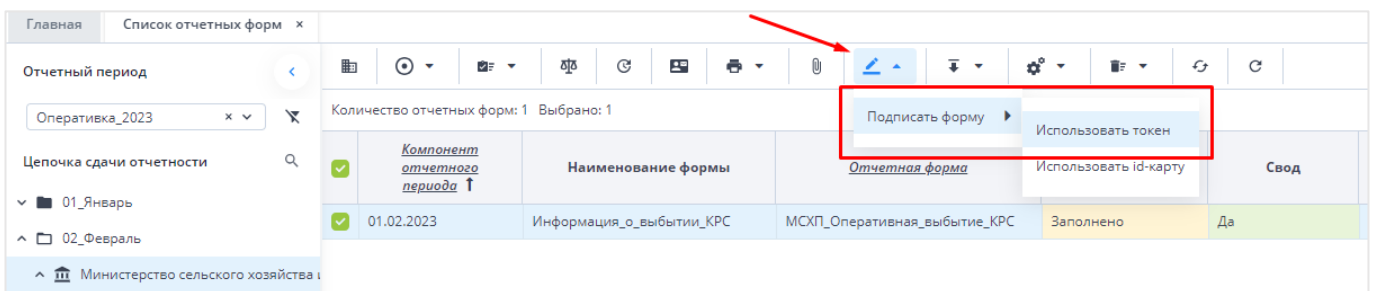 Главная
Список отчетных форм ×
Отчетный период
Оперативка_2023
Количество отчетных форм: 1 Выбрано: 1
Подписать форму
Использовать токен
Использовать id-карту
Цепочка сдачи отчетности
Компонент
отчетного
периода
Наименование формы
Отчетная форма
Свод
01_Январь
01.02.2023
Информация_о_выбытии_КРС
МСХП_Оперативная_выбытие_КРС
Заполнено
Да
02_Февраль
Министерство сельского хозяйства